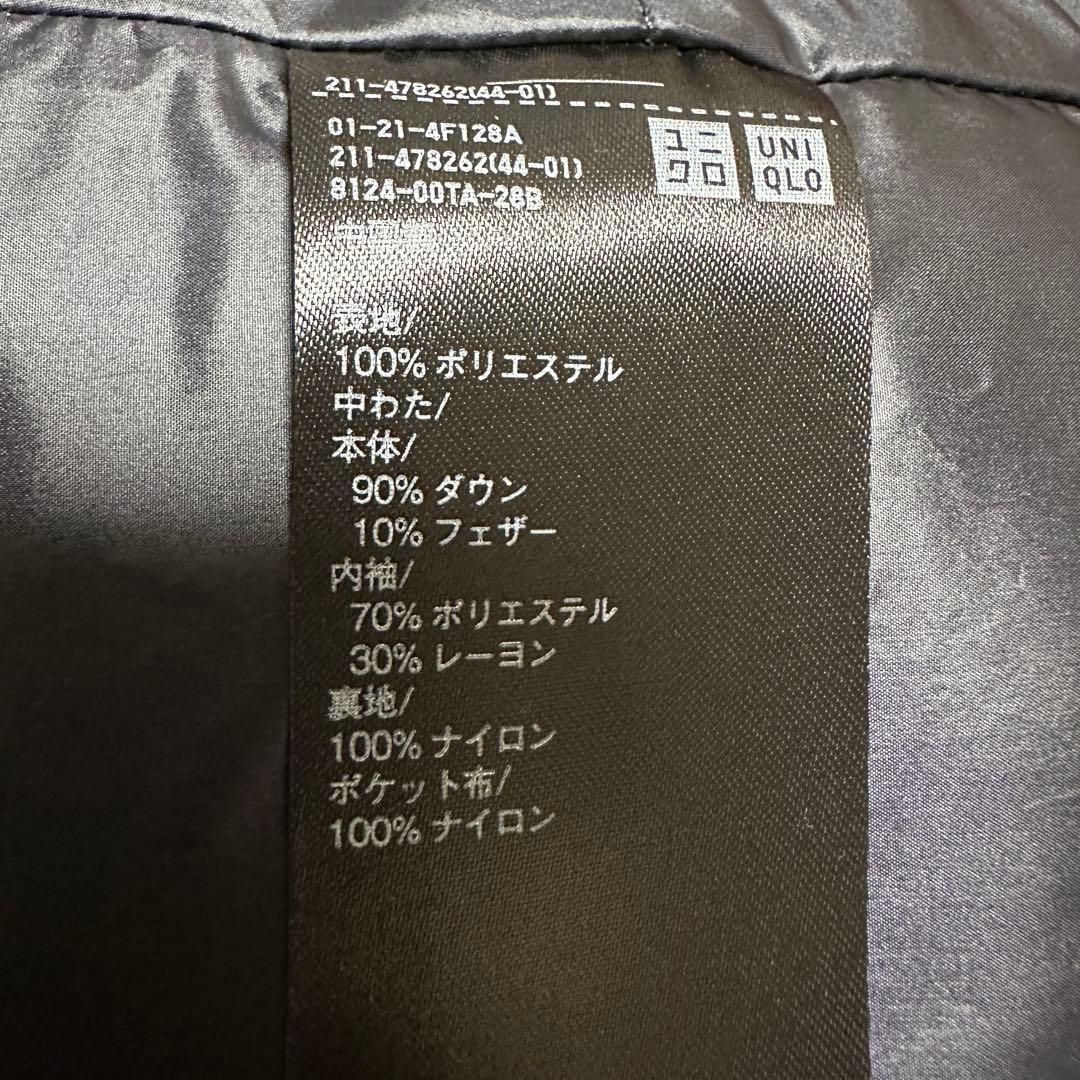 211-478262(44-01)
01-21-4F128A
211-478262(44-01)
8124-00TA-28B
ユニ
クロ
UNI
QLO
表地/
100% ポリエステル
中わた/
本体/
90% ダウン
10% フェザー
内袖/
70% ポリエステル
30% レーヨン
裏地/
100% ナイロン
ポケット布/
100% ナイロン